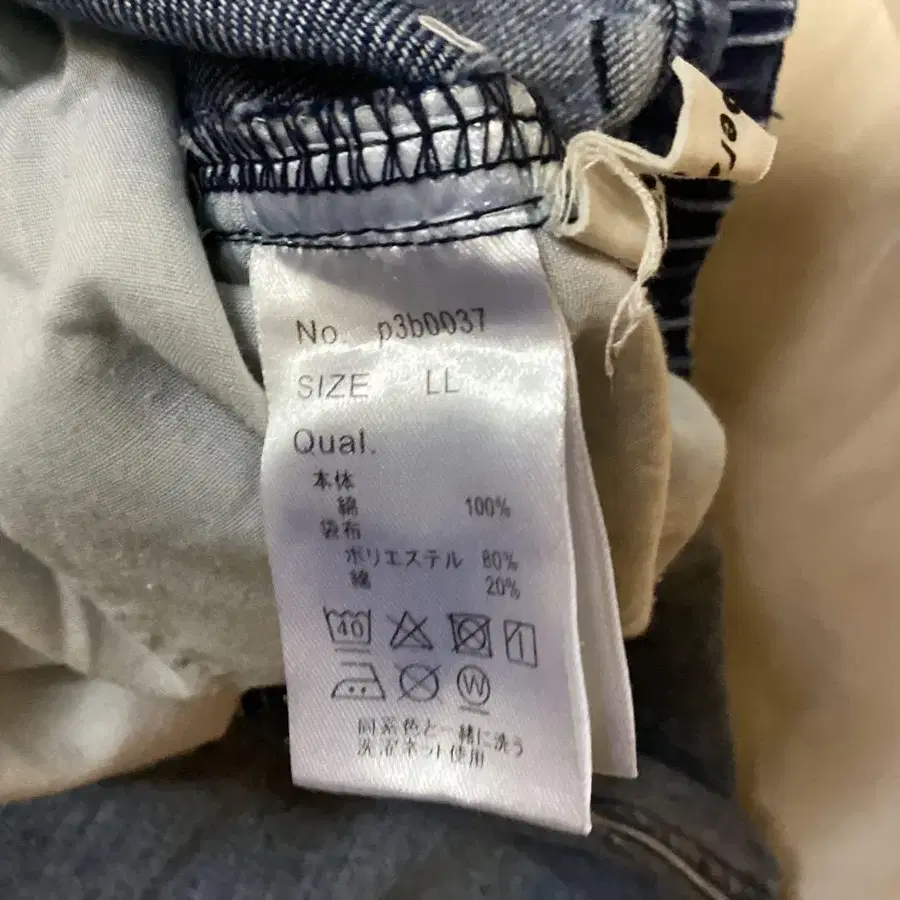 No. p3b0037
SIZE LL
Qual.
本体
綿 100%
袋布
ポリエステル 80%
綿 20%
40
W
同系色と一緒に洗う
洗濯ネット使用